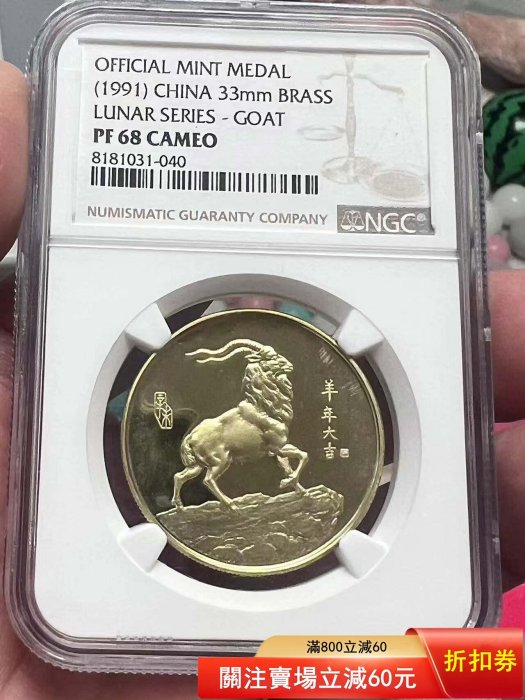 OFFICIAL MINT MEDAL
(1991) CHINA 33mm BRASS
LUNAR SERIES - GOAT
PF 68 CAMEO
8181031-040
NUMISMATIC GUARANTY COMPANY
NGC®
羊年大吉
滿800立減60
關注賣場立減60元
折扣券